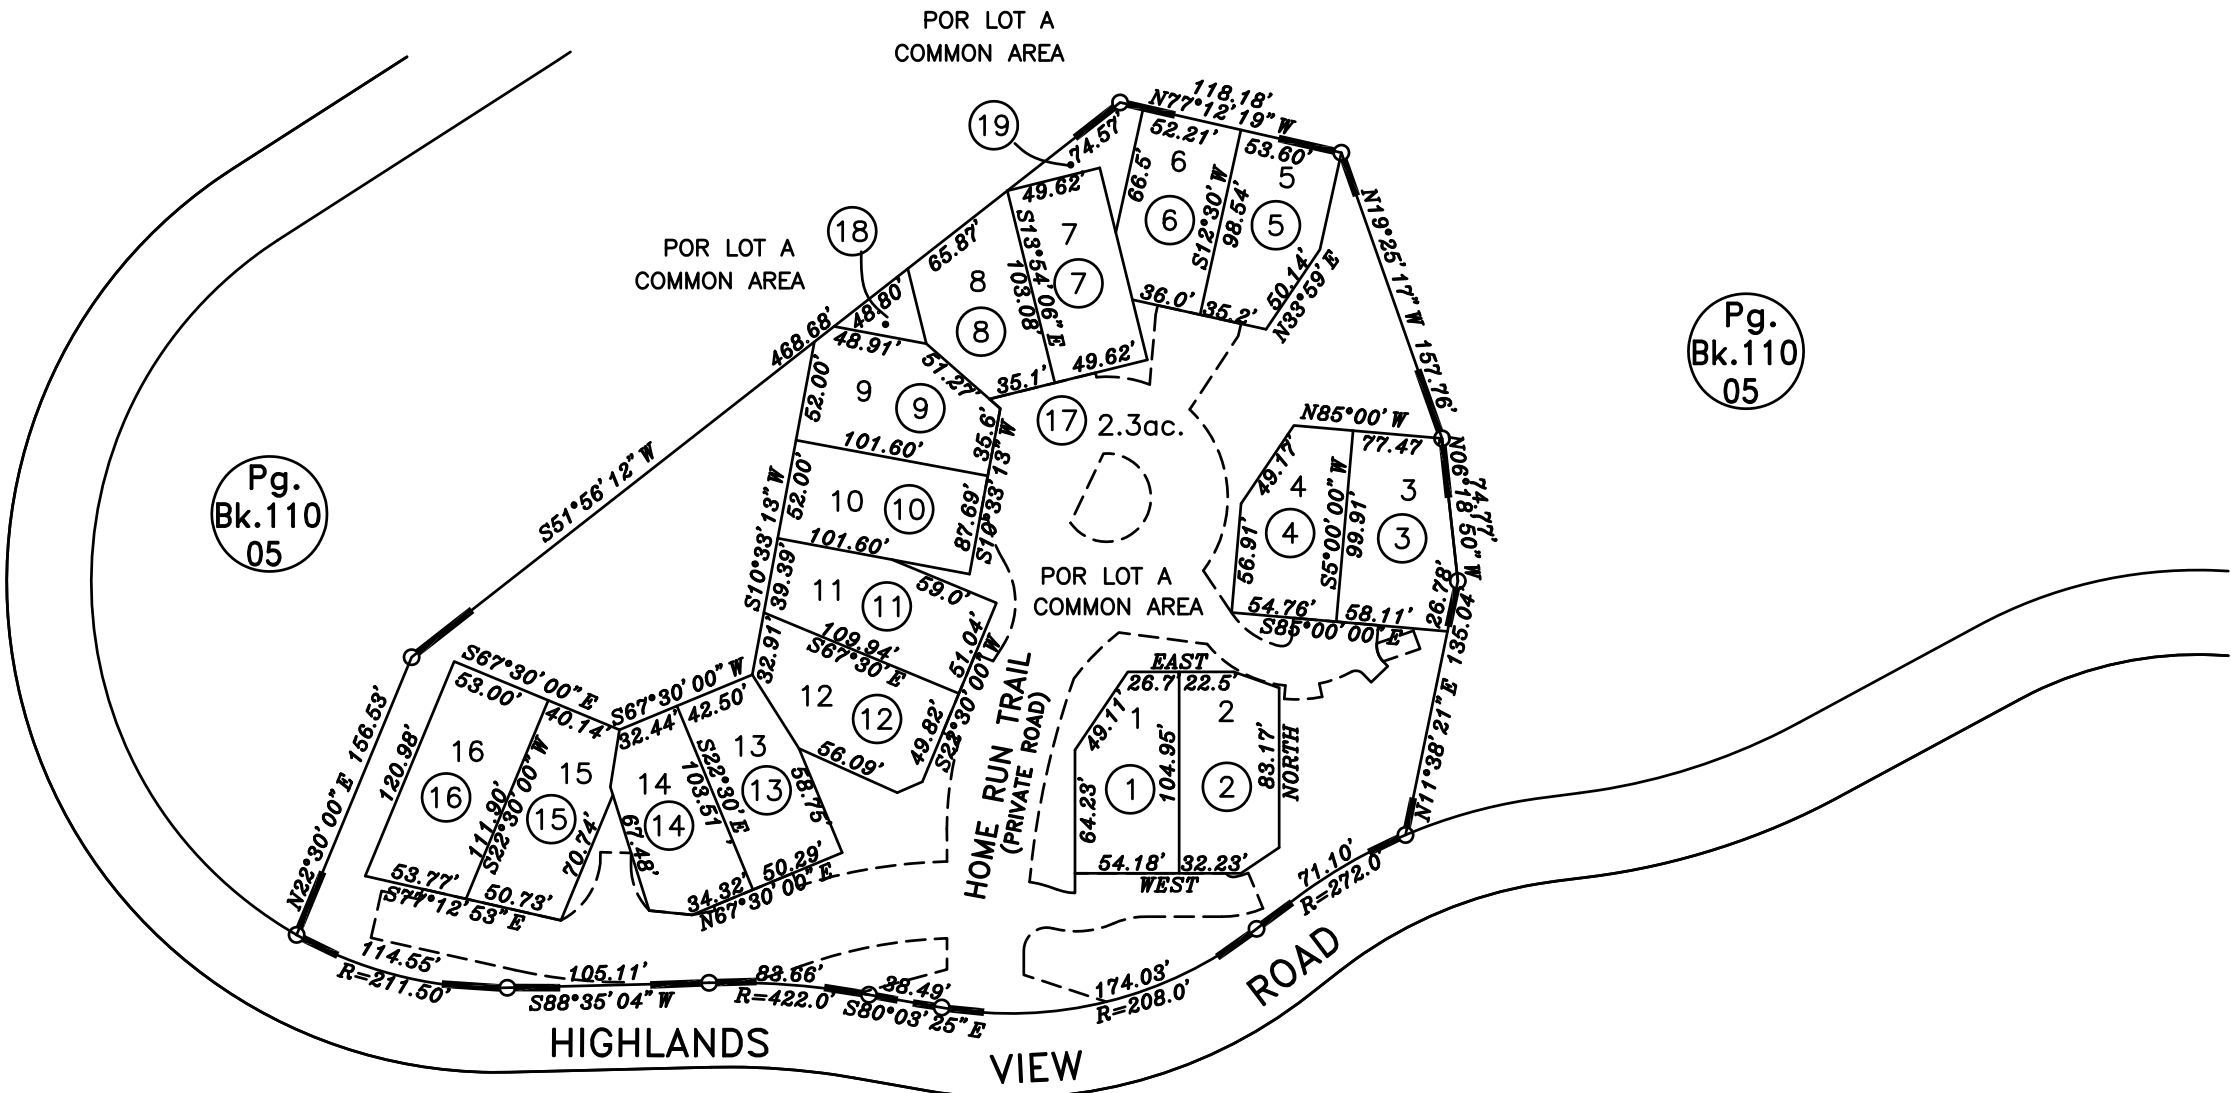 POR LOT A
COMMON AREA
19
118.18'
N77°12'19"W
74.57'
52.21'
53.60'
6
5
66.5'
S12°30'W
98.54'
6
5
49.62'
N19°25'17"W 157.76'
18
POR LOT A
COMMON AREA
65.87'
7
S13°54'06"E
103.08'
7
8
8
48.80'
468.68'
48.91'
36.0'
35.2'
50.14'
N33°59'E
Pg.
Bk.110
05
51.27'
49.62'
35.1'
52.00'
9
9
35.6'
S10°33'13"W
17
2.3ac.
101.60'
N85°00'W
77.47
49.17'
N06°18'50"W
74.77'
4
3
S5°00'00"W
99.91'
4
3
56.91'
S51°56'12"W
Pg.
Bk.110
05
S10°33'13"W
52.00'
10
10
87.69'
101.60'
39.39'
59.0'
11
11
POR LOT A
COMMON AREA
54.76'
58.11'
S85°00'00"E
26.78'
32.91'
109.94'
S67°30'E
51.04'
S22°30'00"W
12
12
49.82'
56.09'
S67°30'00"E
53.00'
40.14'
S67°30'00"W
32.44'
42.50'
EAST
26.7'
22.5'
1
2
49.11'
104.95'
83.17'
NORTH
64.23'
1
2
54.18'
32.23'
WEST
N11°38'21"E 135.04'
N22°30'00"E 156.53'
120.98'
16
16
111.90'
S22°30'00"W
15
15
70.74'
14
14
67.48'
S22°30'E
103.51'
13
13
58.75'
53.77'
50.73'
S77°12'53"E
34.32'
50.29'
N67°30'00"E
HOME RUN TRAIL
(PRIVATE ROAD)
71.10'
R=272.0'
114.55'
R=211.50'
105.11'
S88°35'04"W
83.66'
R=422.0'
38.49'
S80°03'25"E
174.03'
R=208.0'
HIGHLANDS
VIEW
ROAD